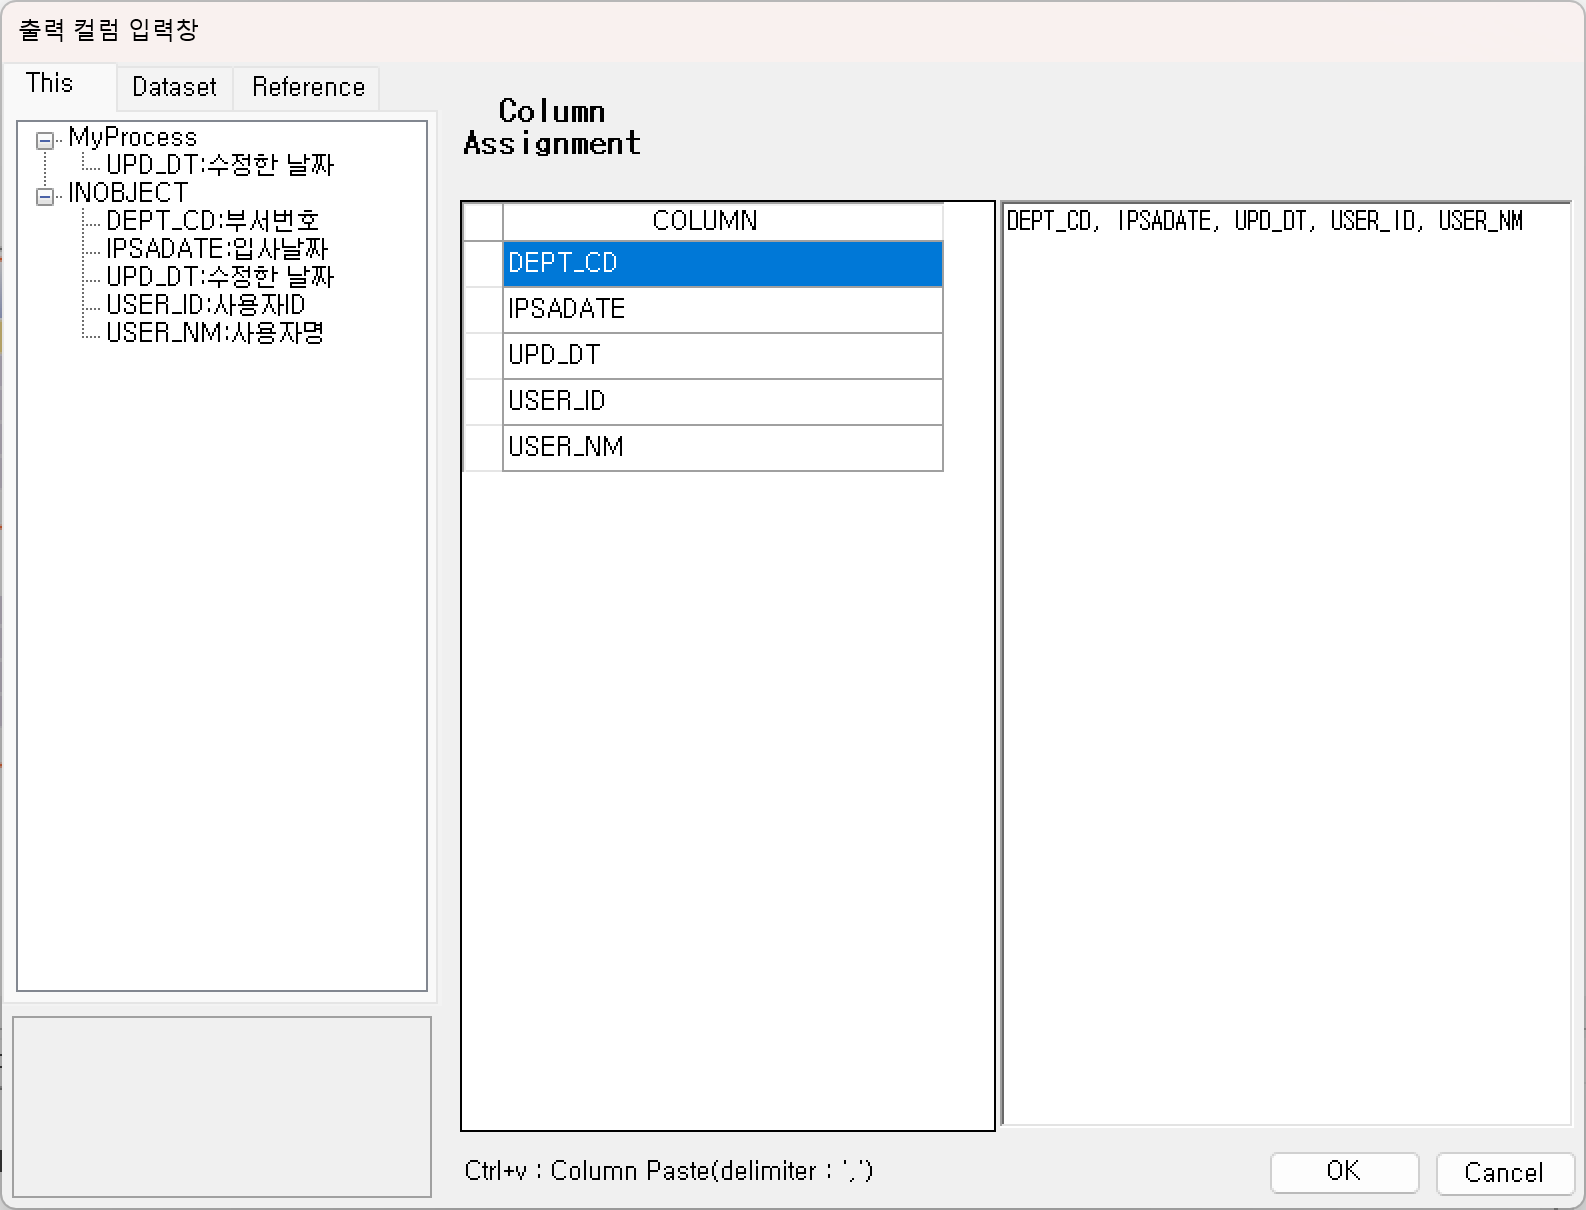 출력 컬럼 입력창
This
Dataset
Reference
MyProcess
UPD_DT:수정한 날짜
INOBJECT
DEPT_CD:부서번호
IPSADATE:입사날짜
UPD_DT:수정한 날짜
USER_ID:사용자ID
USER_NM:사용자명
Column
Assignment
COLUMN
DEPT_CD
IPSADATE
UPD_DT
USER_ID
USER_NM
DEPT_CD, IPSADATE, UPD_DT, USER_ID, USER_NM
Ctrl+v : Column Paste(delimiter : ',')
OK
Cancel